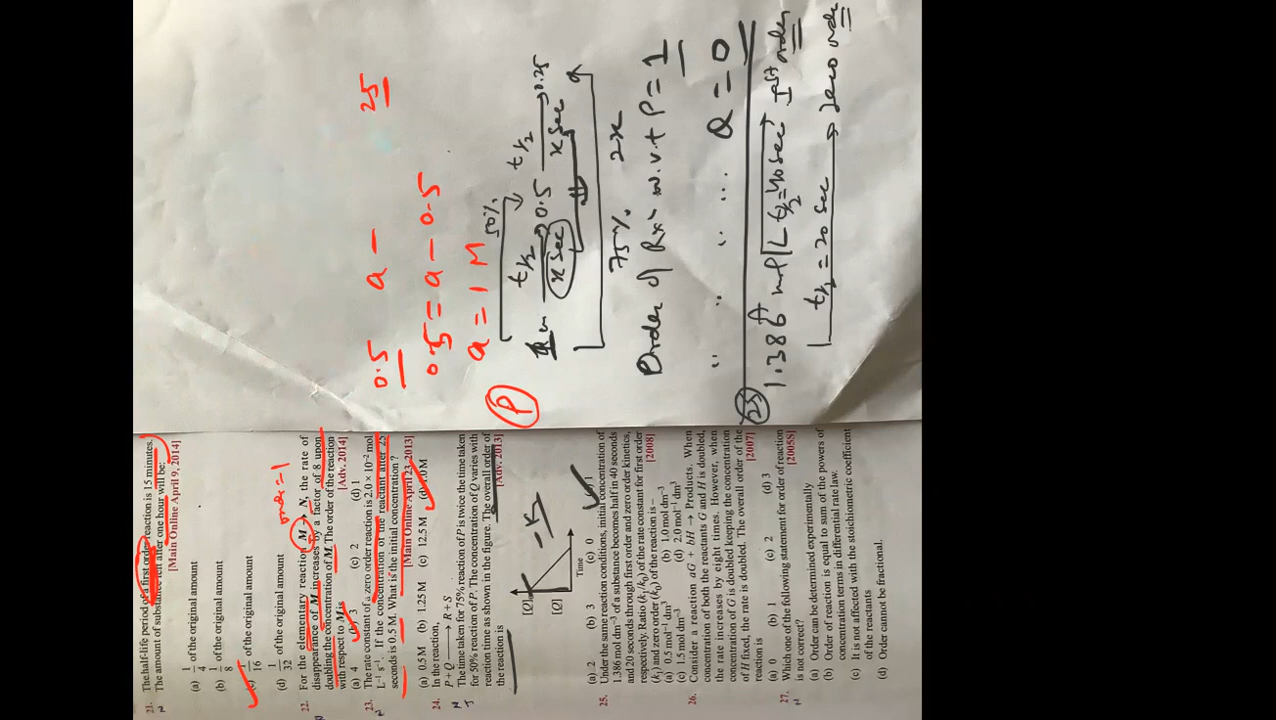 21. The half-life period of a first order reaction is 15 minutes.
The amount of substance left after one hour will be:
[Main Online April 9, 2014]
(a) 1/4 of the original amount
(b) 1/8 of the original amount
(c) 1/16 of the original amount
(d) 1/32 of the original amount
order = 1
22. For the elementary reaction M → N, the rate of
disappearance of M increases by a factor of 8 upon
doubling the concentration of M. The order of the reaction
with respect to M is
[Adv. 2014]
(a) 4 (b) 3 (c) 2 (d) 1
23. The rate constant of a zero order reaction is 2.0 × 10⁻² mol
L⁻¹ s⁻¹. If the concentration of the reactant after 25
seconds is 0.5 M. What is the initial concentration ?
[Main Online April 23, 2013]
(a) 0.5 M (b) 1.25 M (c) 12.5 M (d) 1.0 M
24. In the reaction,
P + Q → R + S
The time taken for 75% reaction of P is twice the time taken
for 50% reaction of P. The concentration of Q varies with
reaction time as shown in the figure. The overall order of
the reaction is
[Adv. 2013]
[Q]
[Q]
Time
- K
(a) 2 (b) 3 (c) 0 (d) 1
25. Under the same reaction conditions, initial concentration of
1.386 mol dm⁻³ of a substance becomes half in 40 seconds
and 20 seconds through first order and zero order kinetics,
respectively. Ratio (k₁/k₀) of the rate constant for first order
(k₁) and zero order (k₀) of the reaction is –
[2008]
(a) 0.5 mol⁻¹ dm³ (b) 1.0 mol dm⁻³
(c) 1.5 mol dm⁻³ (d) 2.0 mol⁻¹ dm³
26. Consider a reaction aG + bH → Products. When
concentration of both the reactants G and H is doubled,
the rate increases by eight times. However, when
concentration of G is doubled keeping the concentration
of H fixed, the rate is doubled. The overall order of the
reaction is
[2007]
(a) 0 (b) 1 (c) 2 (d) 3
27. Which one of the following statement for order of reaction
is not correct?
[2005S]
(a) Order can be determined experimentally
(b) Order of reaction is equal to sum of the powers of
concentration terms in differential rate law.
(c) It is not affected with the stoichiometric coefficient
of the reactants
(d) Order cannot be fractional.
0.5 a - 25
0.5 = a - 0.5
a = 1 M
50%
P
t½ 0.5 t½ 0.25
x sec x sec
75% 2x
Order of Rxn w.r.t P = 1
" " " ... Q = 0
25 1.386 t½ = 40 sec Ist order
t½ = 20 sec → zero order